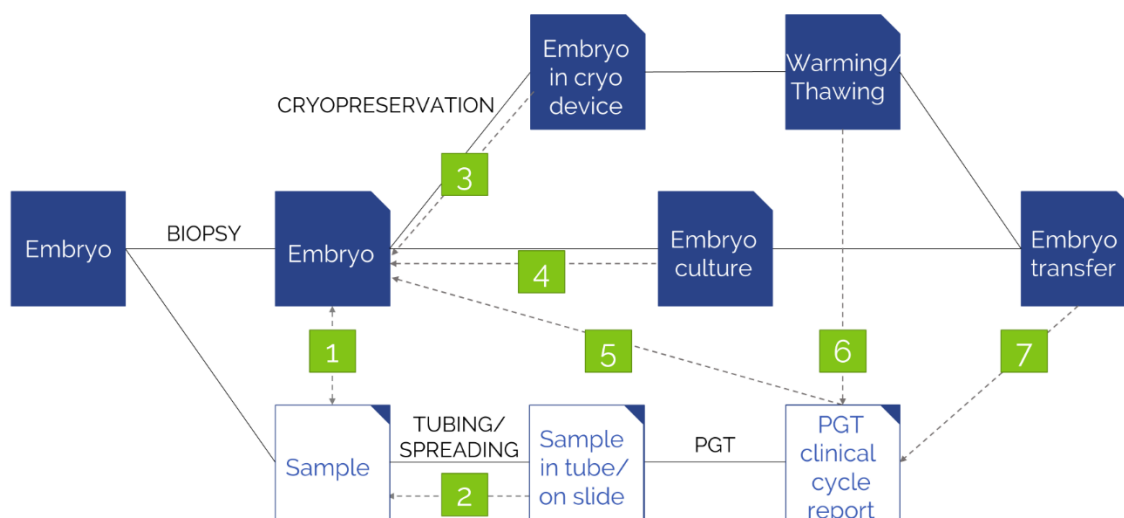 Embryo
in cryo
device
Warming/
Thawing
CRYOPRESERVATION
3
Embryo
BIOPSY
Embryo
4
Embryo
culture
Embryo
transfer
1
5
6
7
Sample
TUBING/
SPREADING
2
Sample
in tube/
on slide
PGT
PGT
clinical
cycle
report